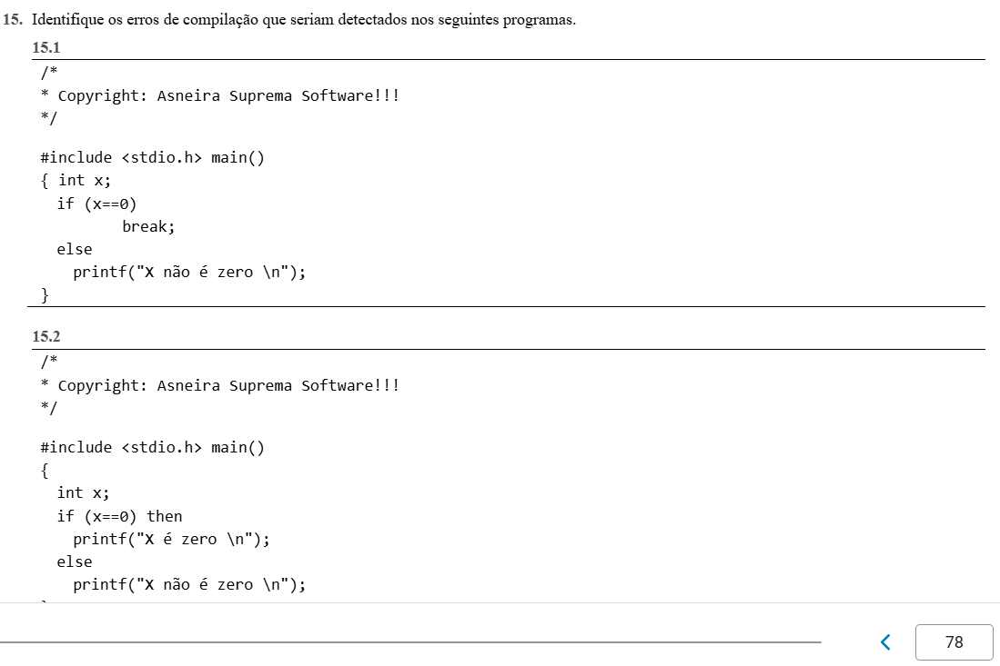 15. Identifique os erros de compilação que seriam detectados nos seguintes programas.
15.1
/*
* Copyright: Asneira Suprema Software!!!
*/
#include <stdio.h> main()
{ int x;
if (x==0)
break;
else
printf("X não é zero \n");
}
15.2
/*
* Copyright: Asneira Suprema Software!!!
*/
#include <stdio.h> main()
{
int x;
if (x==0) then
printf("X é zero \n");
else
printf("X não é zero \n");
78